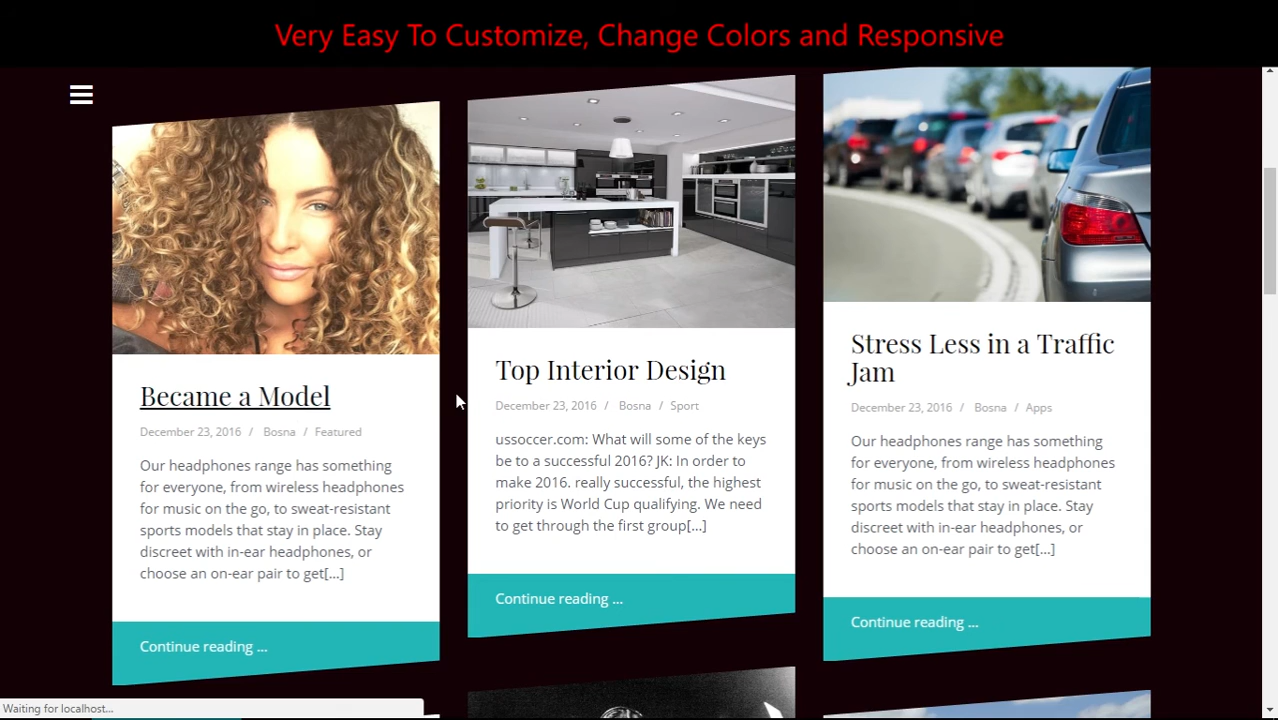 Very Easy To Customize, Change Colors and Responsive
Became a Model
December 23, 2016 / Bosna / Featured
Our headphones range has something
for everyone, from wireless headphones
for music on the go, to sweat-resistant
sports models that stay in place. Stay
discreet with in-ear headphones, or
choose an on-ear pair to get[...]
Continue reading ...
Top Interior Design
December 23, 2016 / Bosna / Sport
ussoccer.com: What will some of the keys
be to a successful 2016? JK: In order to
make 2016. really successful, the highest
priority is World Cup qualifying. We need
to get through the first group[...]
Continue reading ...
Stress Less in a Traffic
Jam
December 23, 2016 / Bosna / Apps
Our headphones range has something
for everyone, from wireless headphones
for music on the go, to sweat-resistant
sports models that stay in place. Stay
discreet with in-ear headphones, or
choose an on-ear pair to get[...]
Continue reading ...
Waiting for localhost...